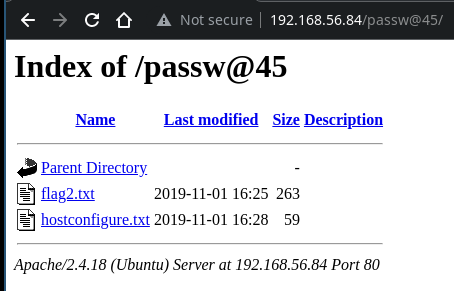 Not secure | 192.168.56.84/passw@45/
Index of /passw@45
Name Last modified Size Description
Parent Directory -
flag2.txt 2019-11-01 16:25 263
hostconfigure.txt 2019-11-01 16:28 59
Apache/2.4.18 (Ubuntu) Server at 192.168.56.84 Port 80